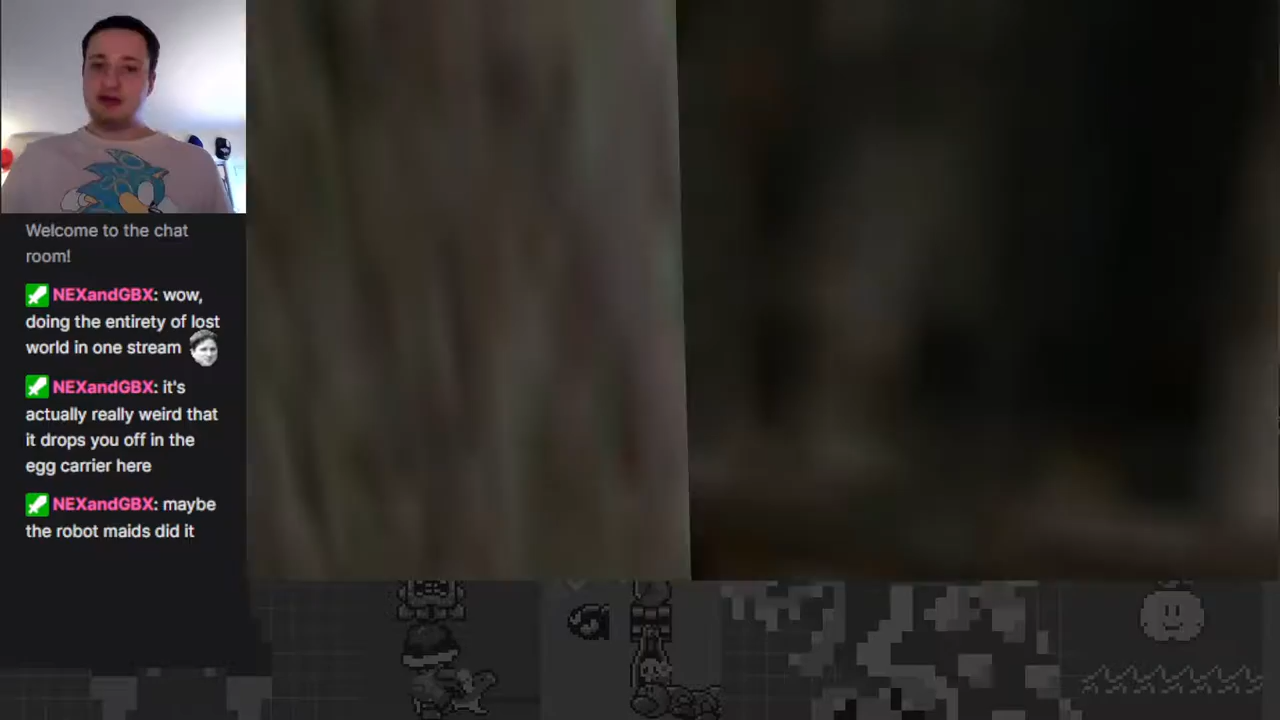 Welcome to the chat
room!
NEXandGBX: wow,
doing the entirety of lost
world in one stream
NEXandGBX: it's
actually really weird that
it drops you off in the
egg carrier here
NEXandGBX: maybe
the robot maids did it